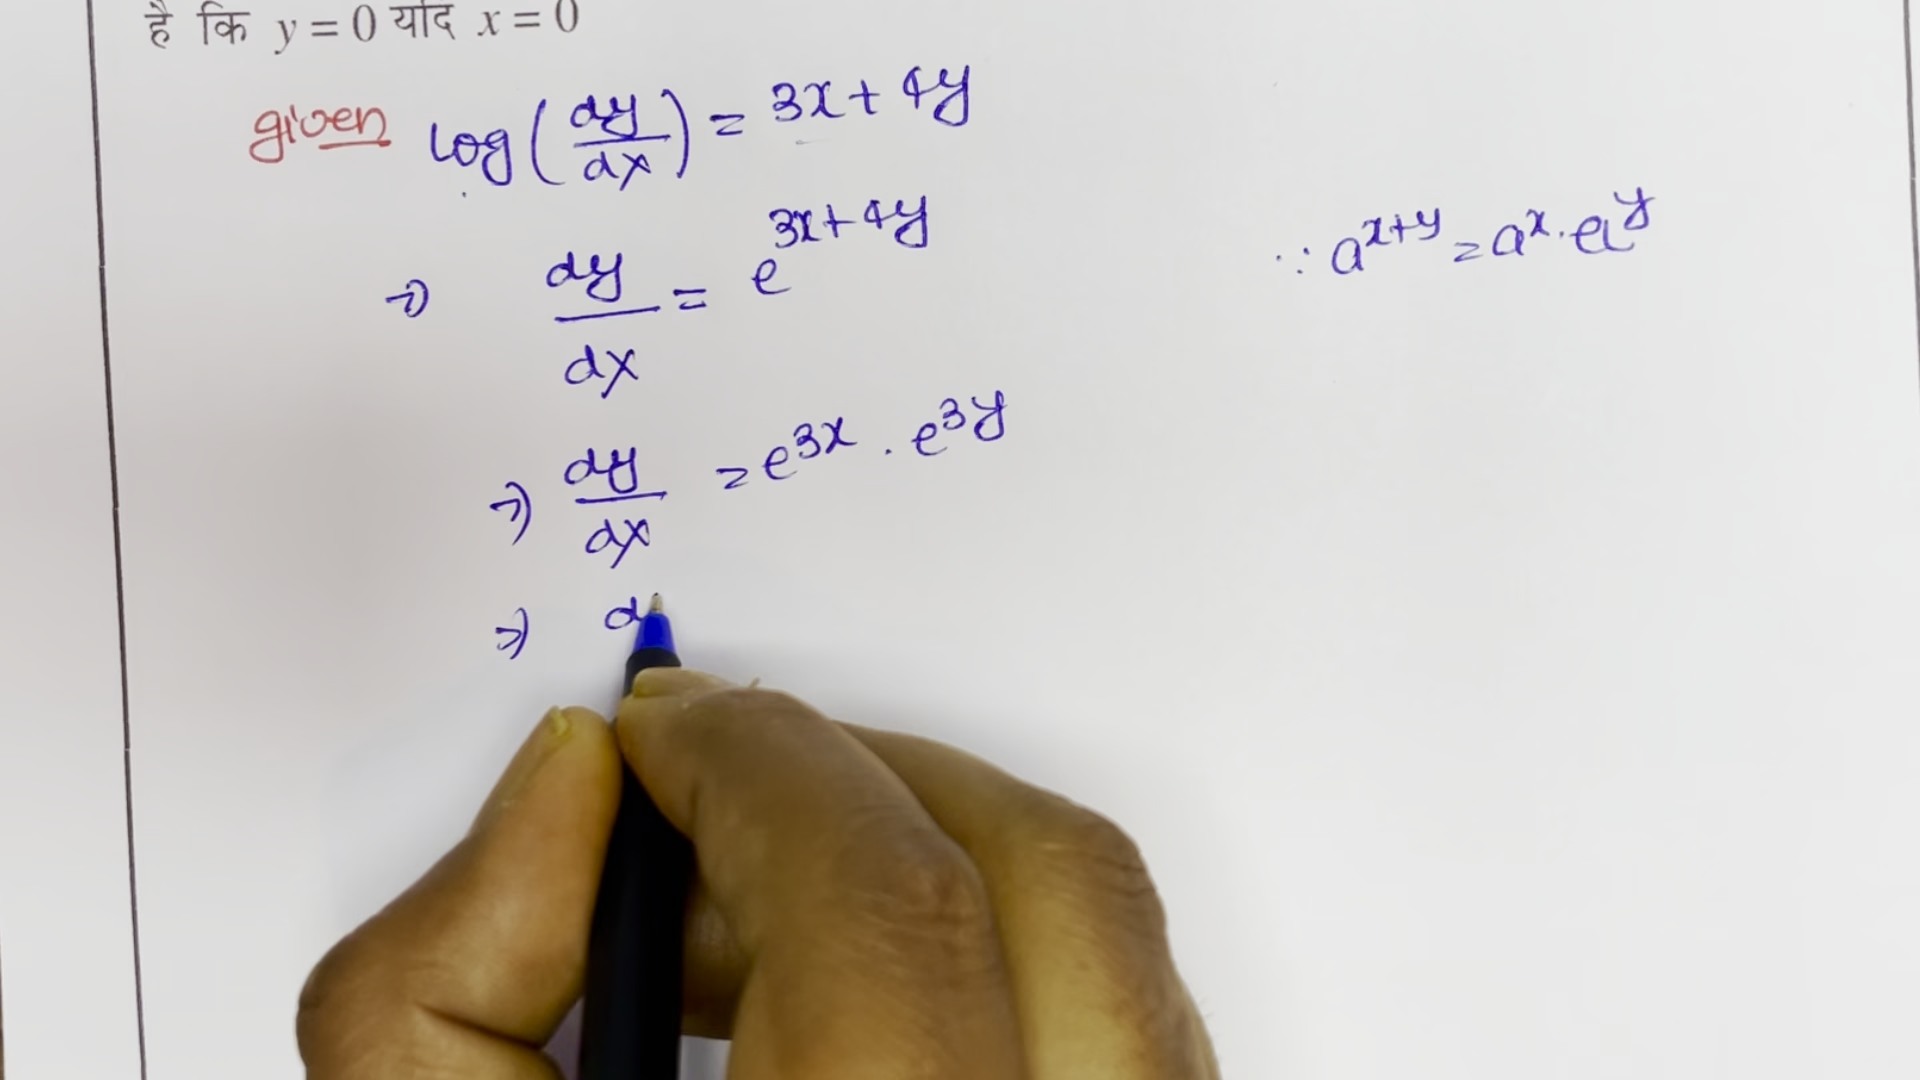 है कि y = 0 यदि x = 0
given log(dy/dx) = 3x + 4y
⇒ dy/dx = e^{3x+4y}
∵ a^{x+y} = a^x · a^y
⇒ dy/dx = e^{3x} · e^{3y}
⇒ d